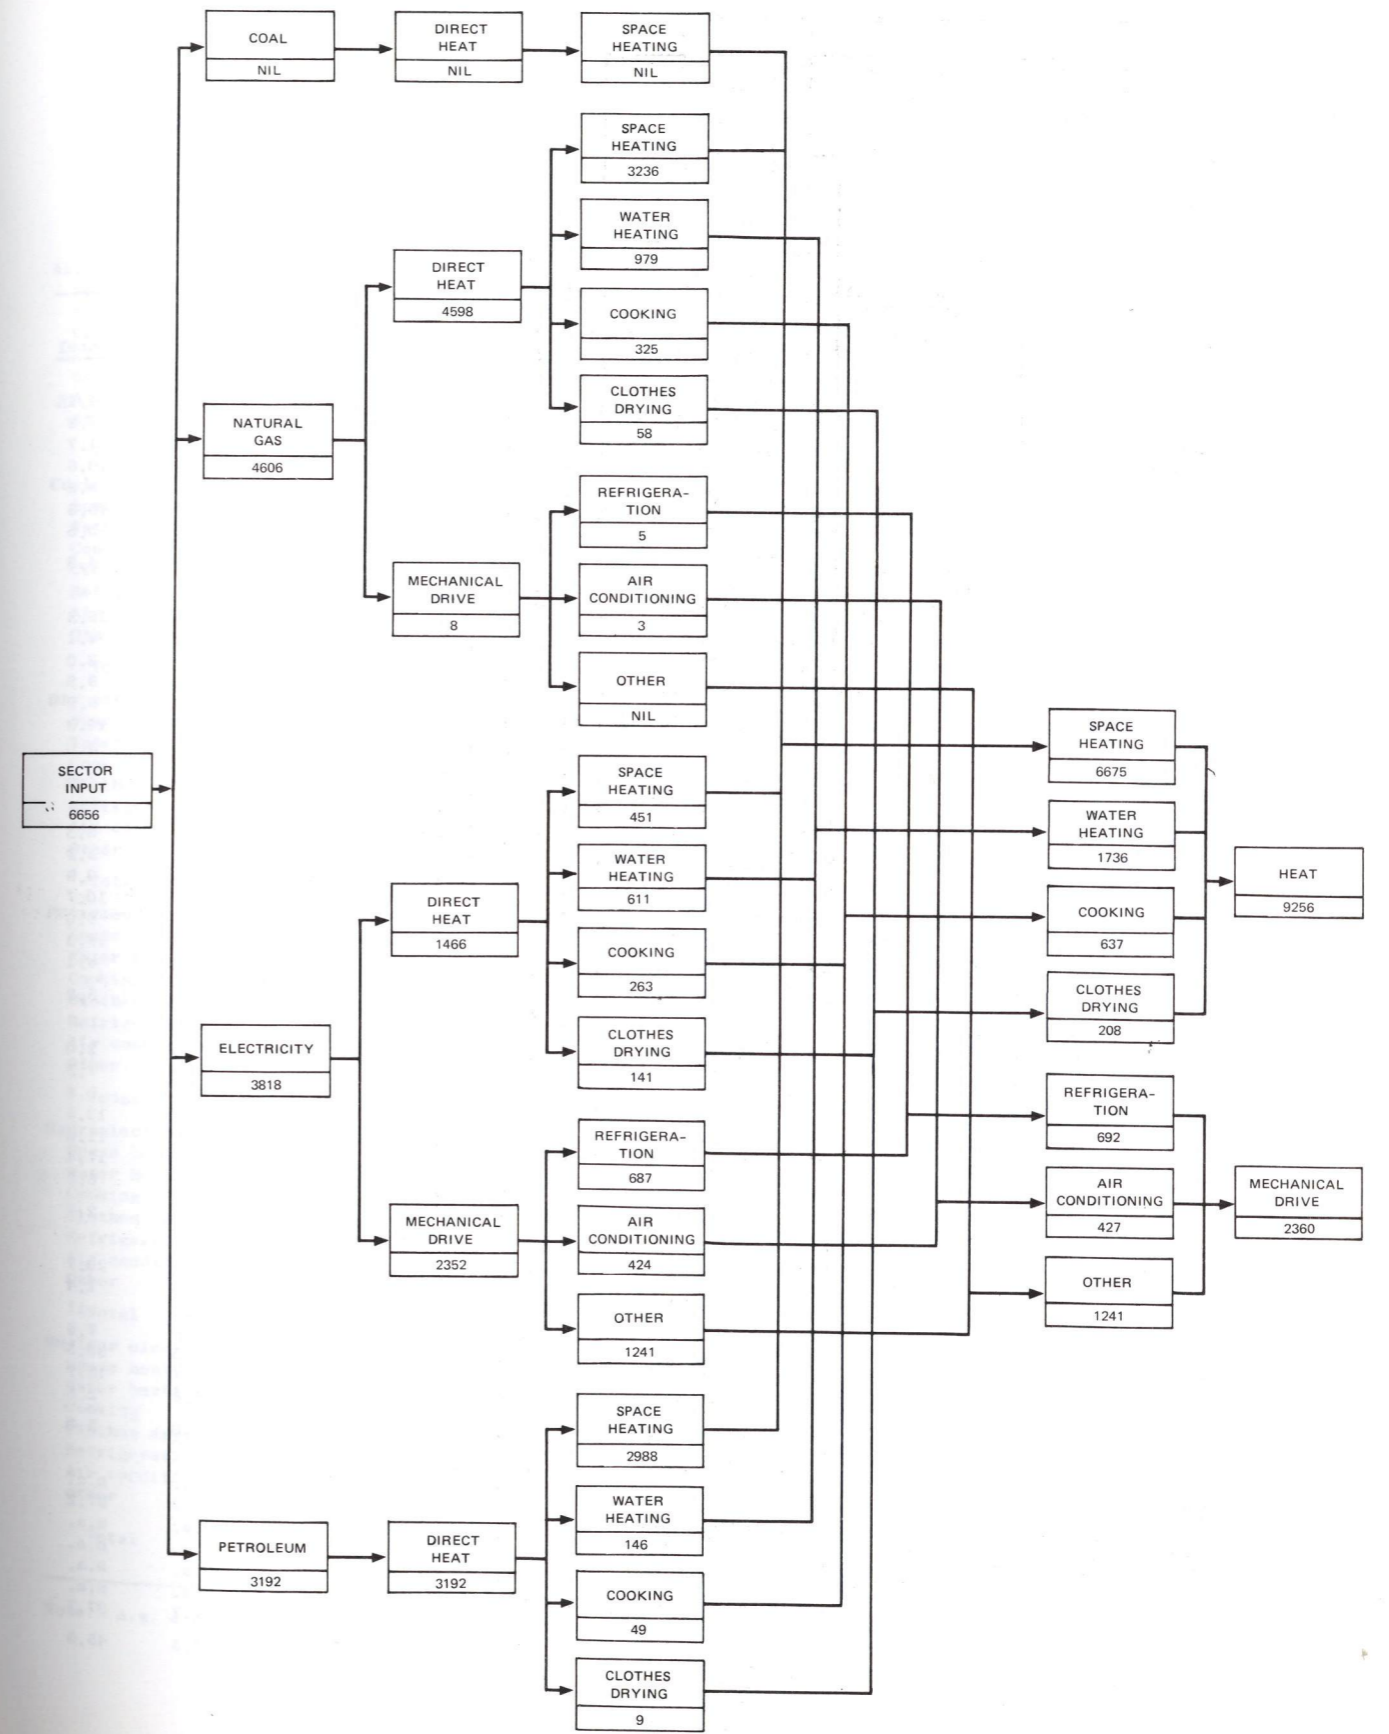 COAL
NIL
DIRECT
HEAT
NIL
SPACE
HEATING
NIL
SPACE
HEATING
3236
WATER
HEATING
979
DIRECT
HEAT
4598
COOKING
325
CLOTHES
DRYING
58
NATURAL
GAS
4606
REFRIGERA-
TION
5
MECHANICAL
DRIVE
8
AIR
CONDITIONING
3
OTHER
NIL
SECTOR
INPUT
6656
SPACE
HEATING
451
WATER
HEATING
611
DIRECT
HEAT
1466
COOKING
263
CLOTHES
DRYING
141
ELECTRICITY
3818
REFRIGERA-
TION
687
MECHANICAL
DRIVE
2352
AIR
CONDITIONING
424
OTHER
1241
SPACE
HEATING
2988
WATER
HEATING
146
PETROLEUM
3192
DIRECT
HEAT
3192
COOKING
49
CLOTHES
DRYING
9
SPACE
HEATING
6675
WATER
HEATING
1736
COOKING
637
CLOTHES
DRYING
208
HEAT
9256
REFRIGERA-
TION
692
AIR
CONDITIONING
427
OTHER
1241
MECHANICAL
DRIVE
2360